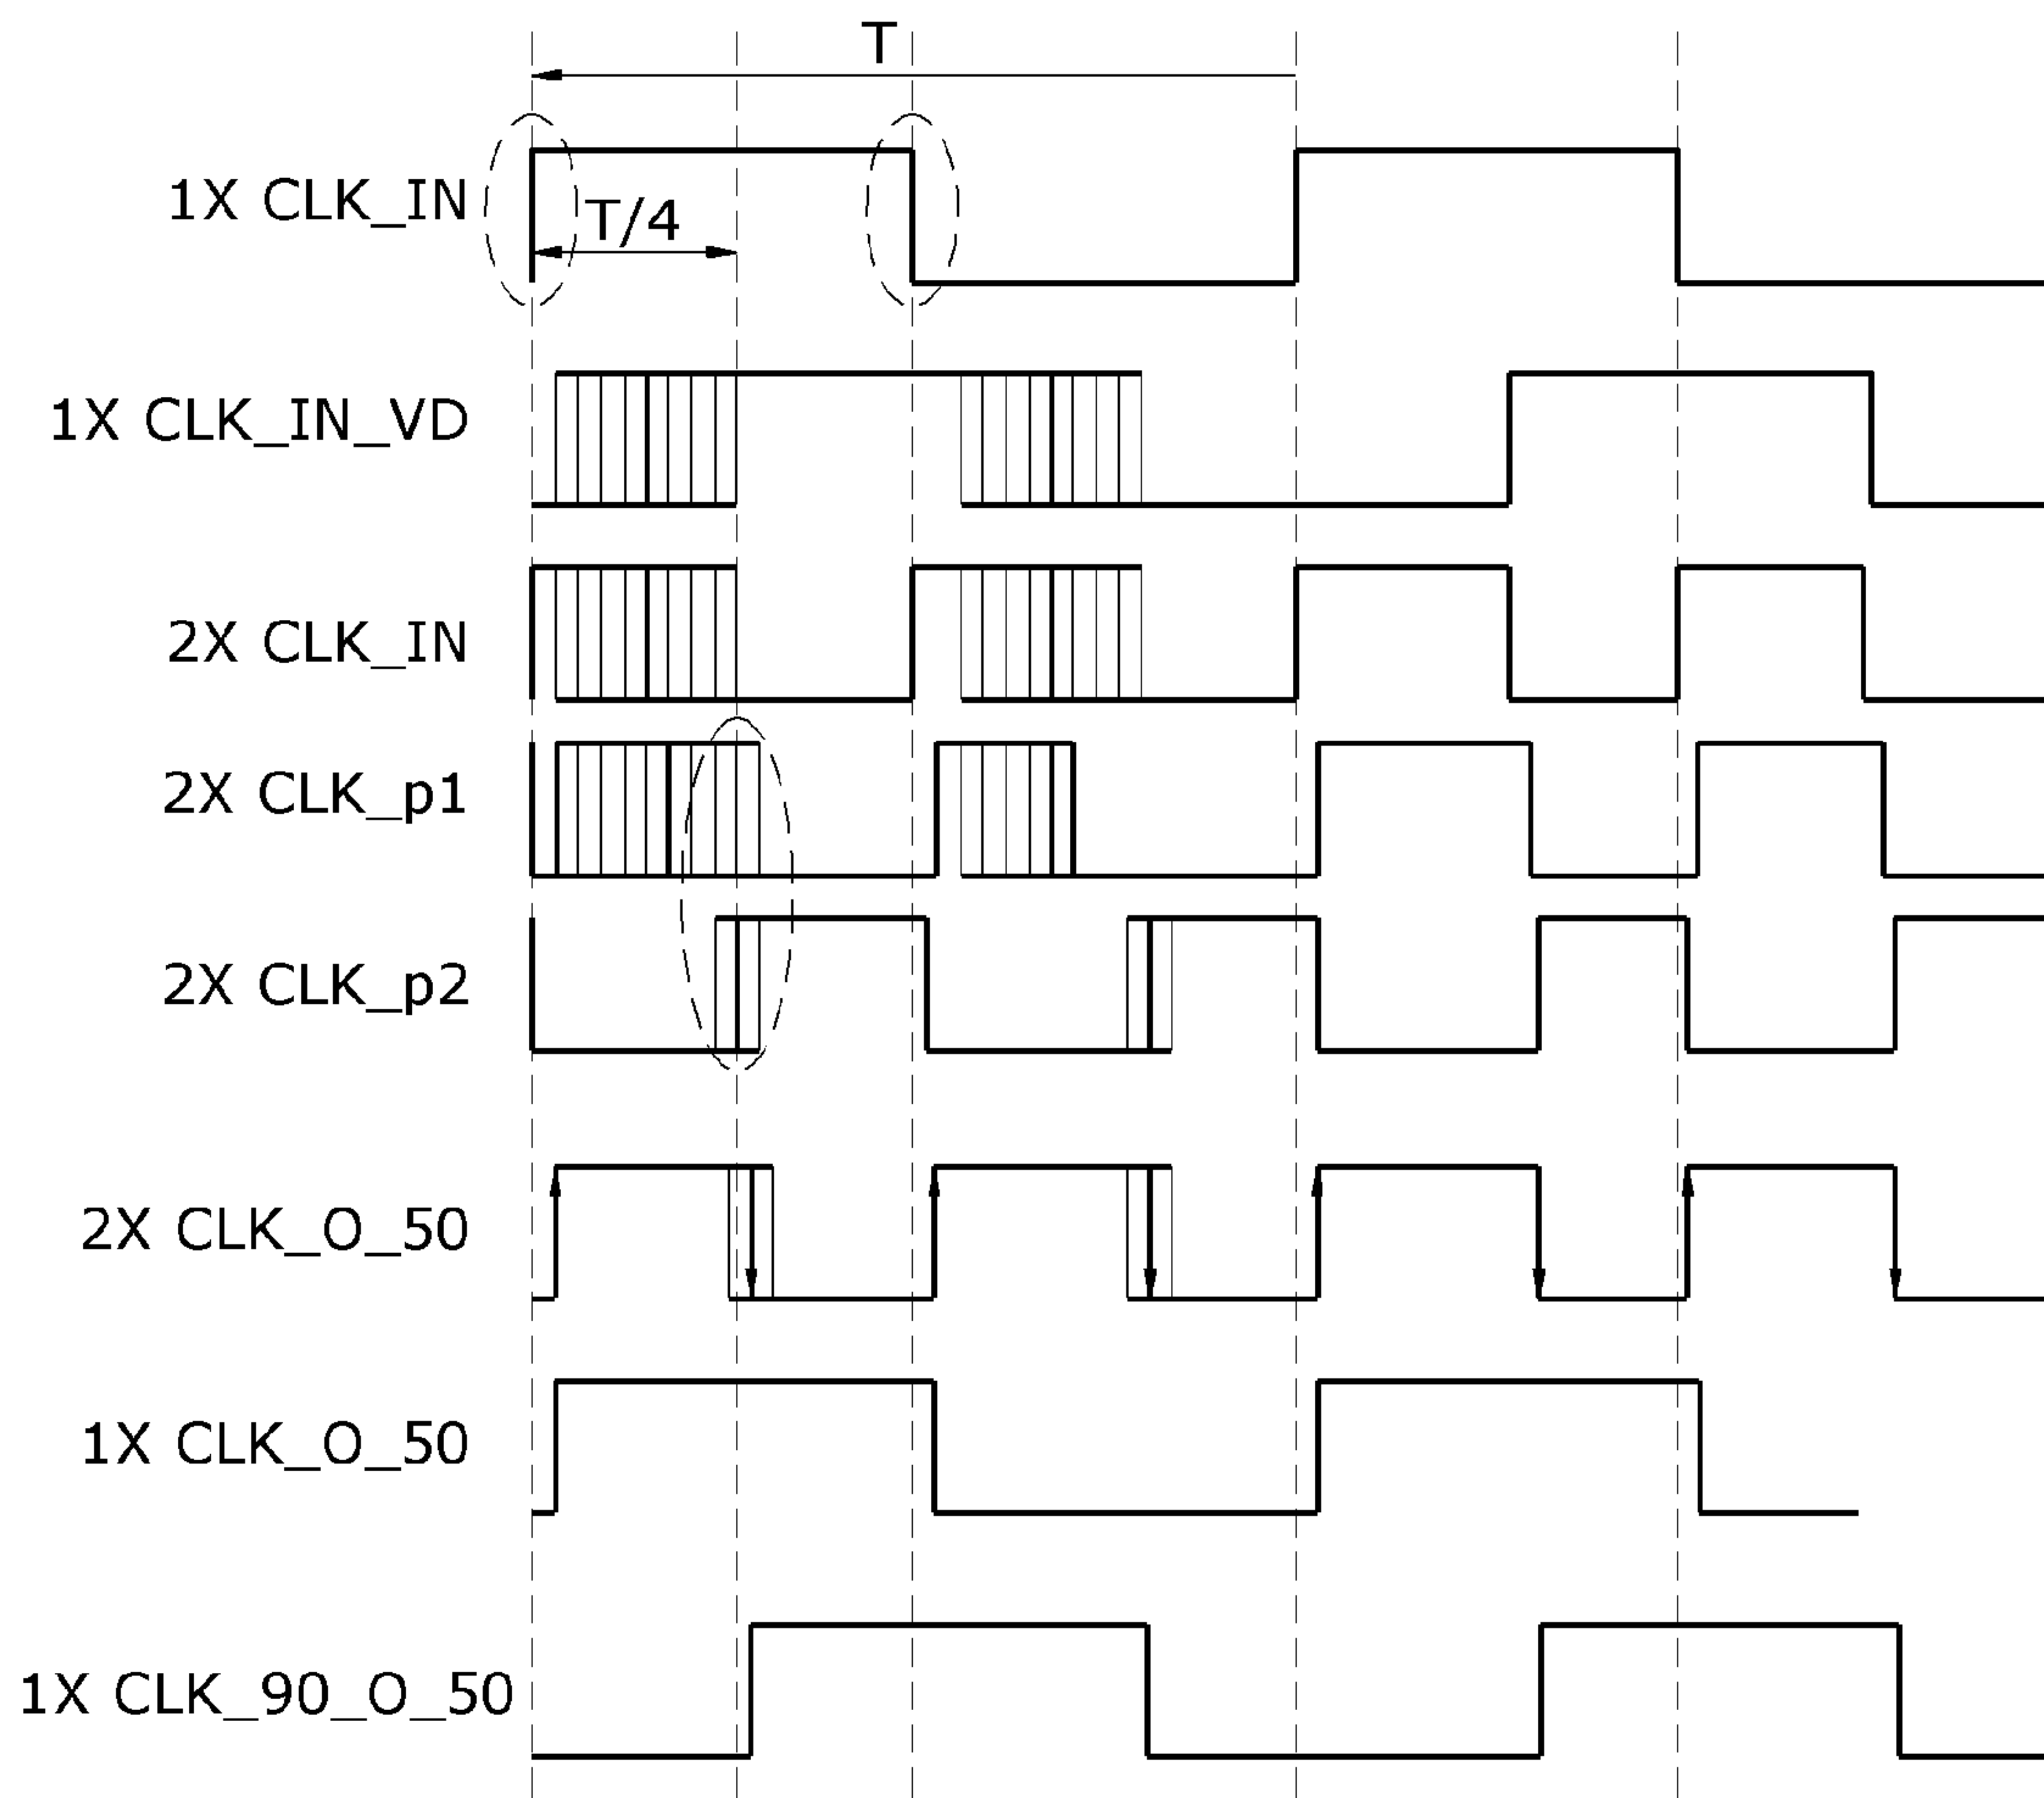 T
1X CLK_IN
T/4
1X CLK_IN_VD
2X CLK_IN
2X CLK_p1
2X CLK_p2
2X CLK_O_50
1X CLK_O_50
1X CLK_90_O_50